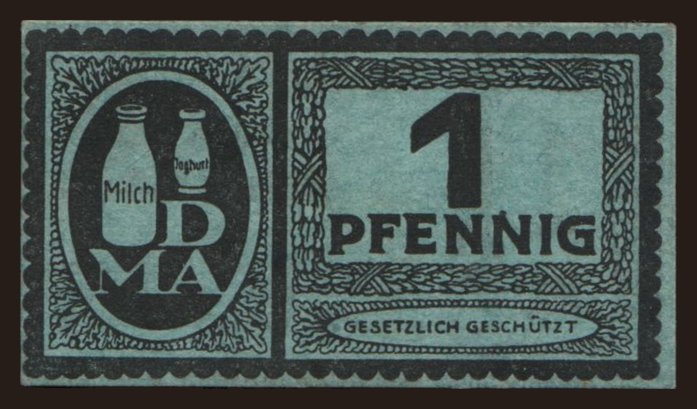 Milch
Joghurt
D
MA
1
PFENNIG
GESETZLICH GESCHÜTZT